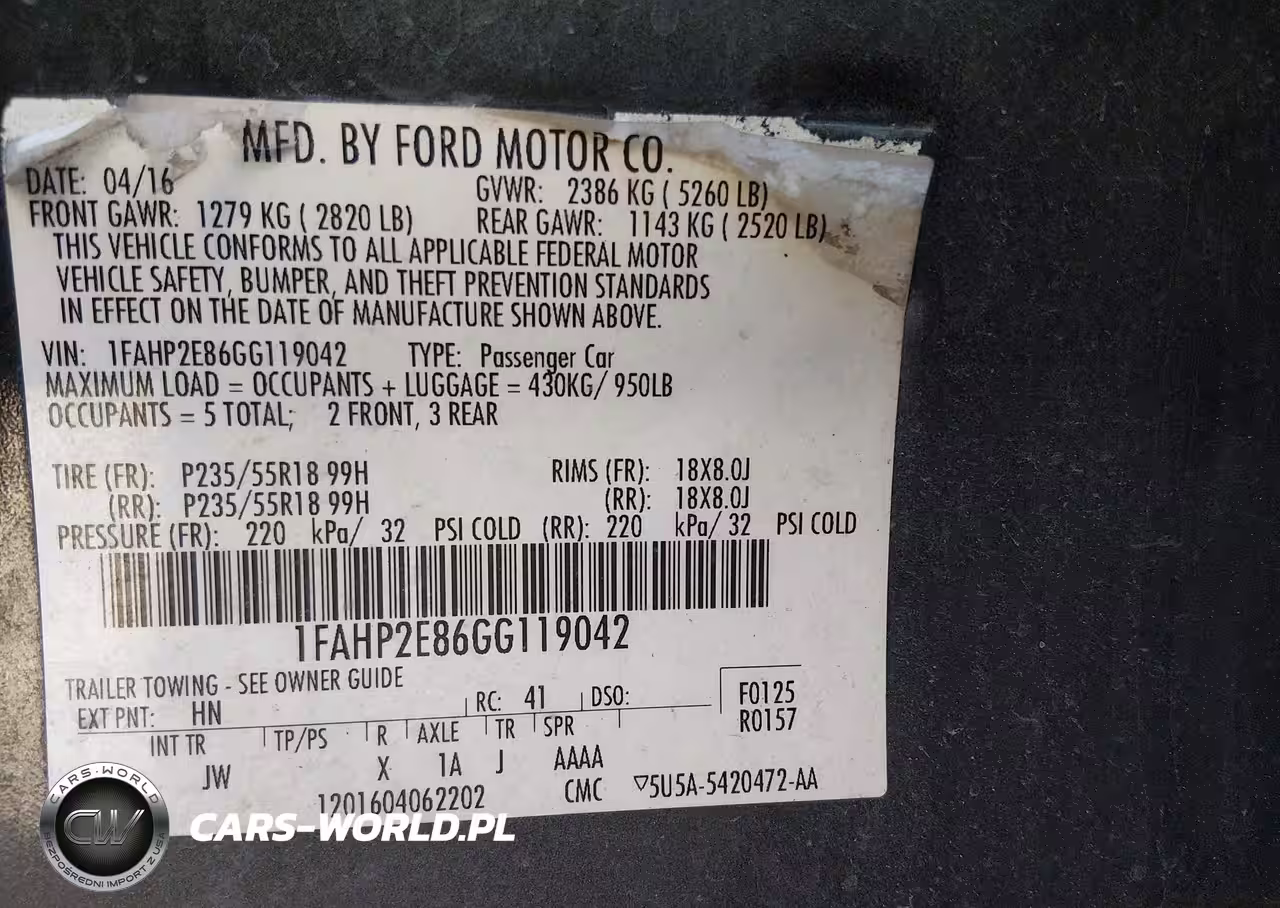 MFD. BY FORD MOTOR CO.
DATE: 04/16 GVWR: 2386 KG ( 5260 LB)
FRONT GAWR: 1279 KG ( 2820 LB) REAR GAWR: 1143 KG ( 2520 LB)
THIS VEHICLE CONFORMS TO ALL APPLICABLE FEDERAL MOTOR
VEHICLE SAFETY, BUMPER, AND THEFT PREVENTION STANDARDS
IN EFFECT ON THE DATE OF MANUFACTURE SHOWN ABOVE.
VIN: 1FAHP2E86GG119042 TYPE: Passenger Car
MAXIMUM LOAD = OCCUPANTS + LUGGAGE = 430KG/ 950LB
OCCUPANTS = 5 TOTAL; 2 FRONT, 3 REAR
TIRE (FR): P235/55R18 99H RIMS (FR): 18X8.0J
(RR): P235/55R18 99H (RR): 18X8.0J
PRESSURE (FR): 220 kPa/ 32 PSI COLD (RR): 220 kPa/ 32 PSI COLD
1FAHP2E86GG119042
TRAILER TOWING - SEE OWNER GUIDE
EXT PNT: HN RC: 41 DSO: F0125
R0157
INT TR TP/PS R AXLE TR SPR
JW X 1A J AAAA
1201604062202 CMC ▽5U5A-5420472-AA
CARS-WORLD
CW
BEZPOŚREDNI IMPORT Z USA
CARS-WORLD.PL